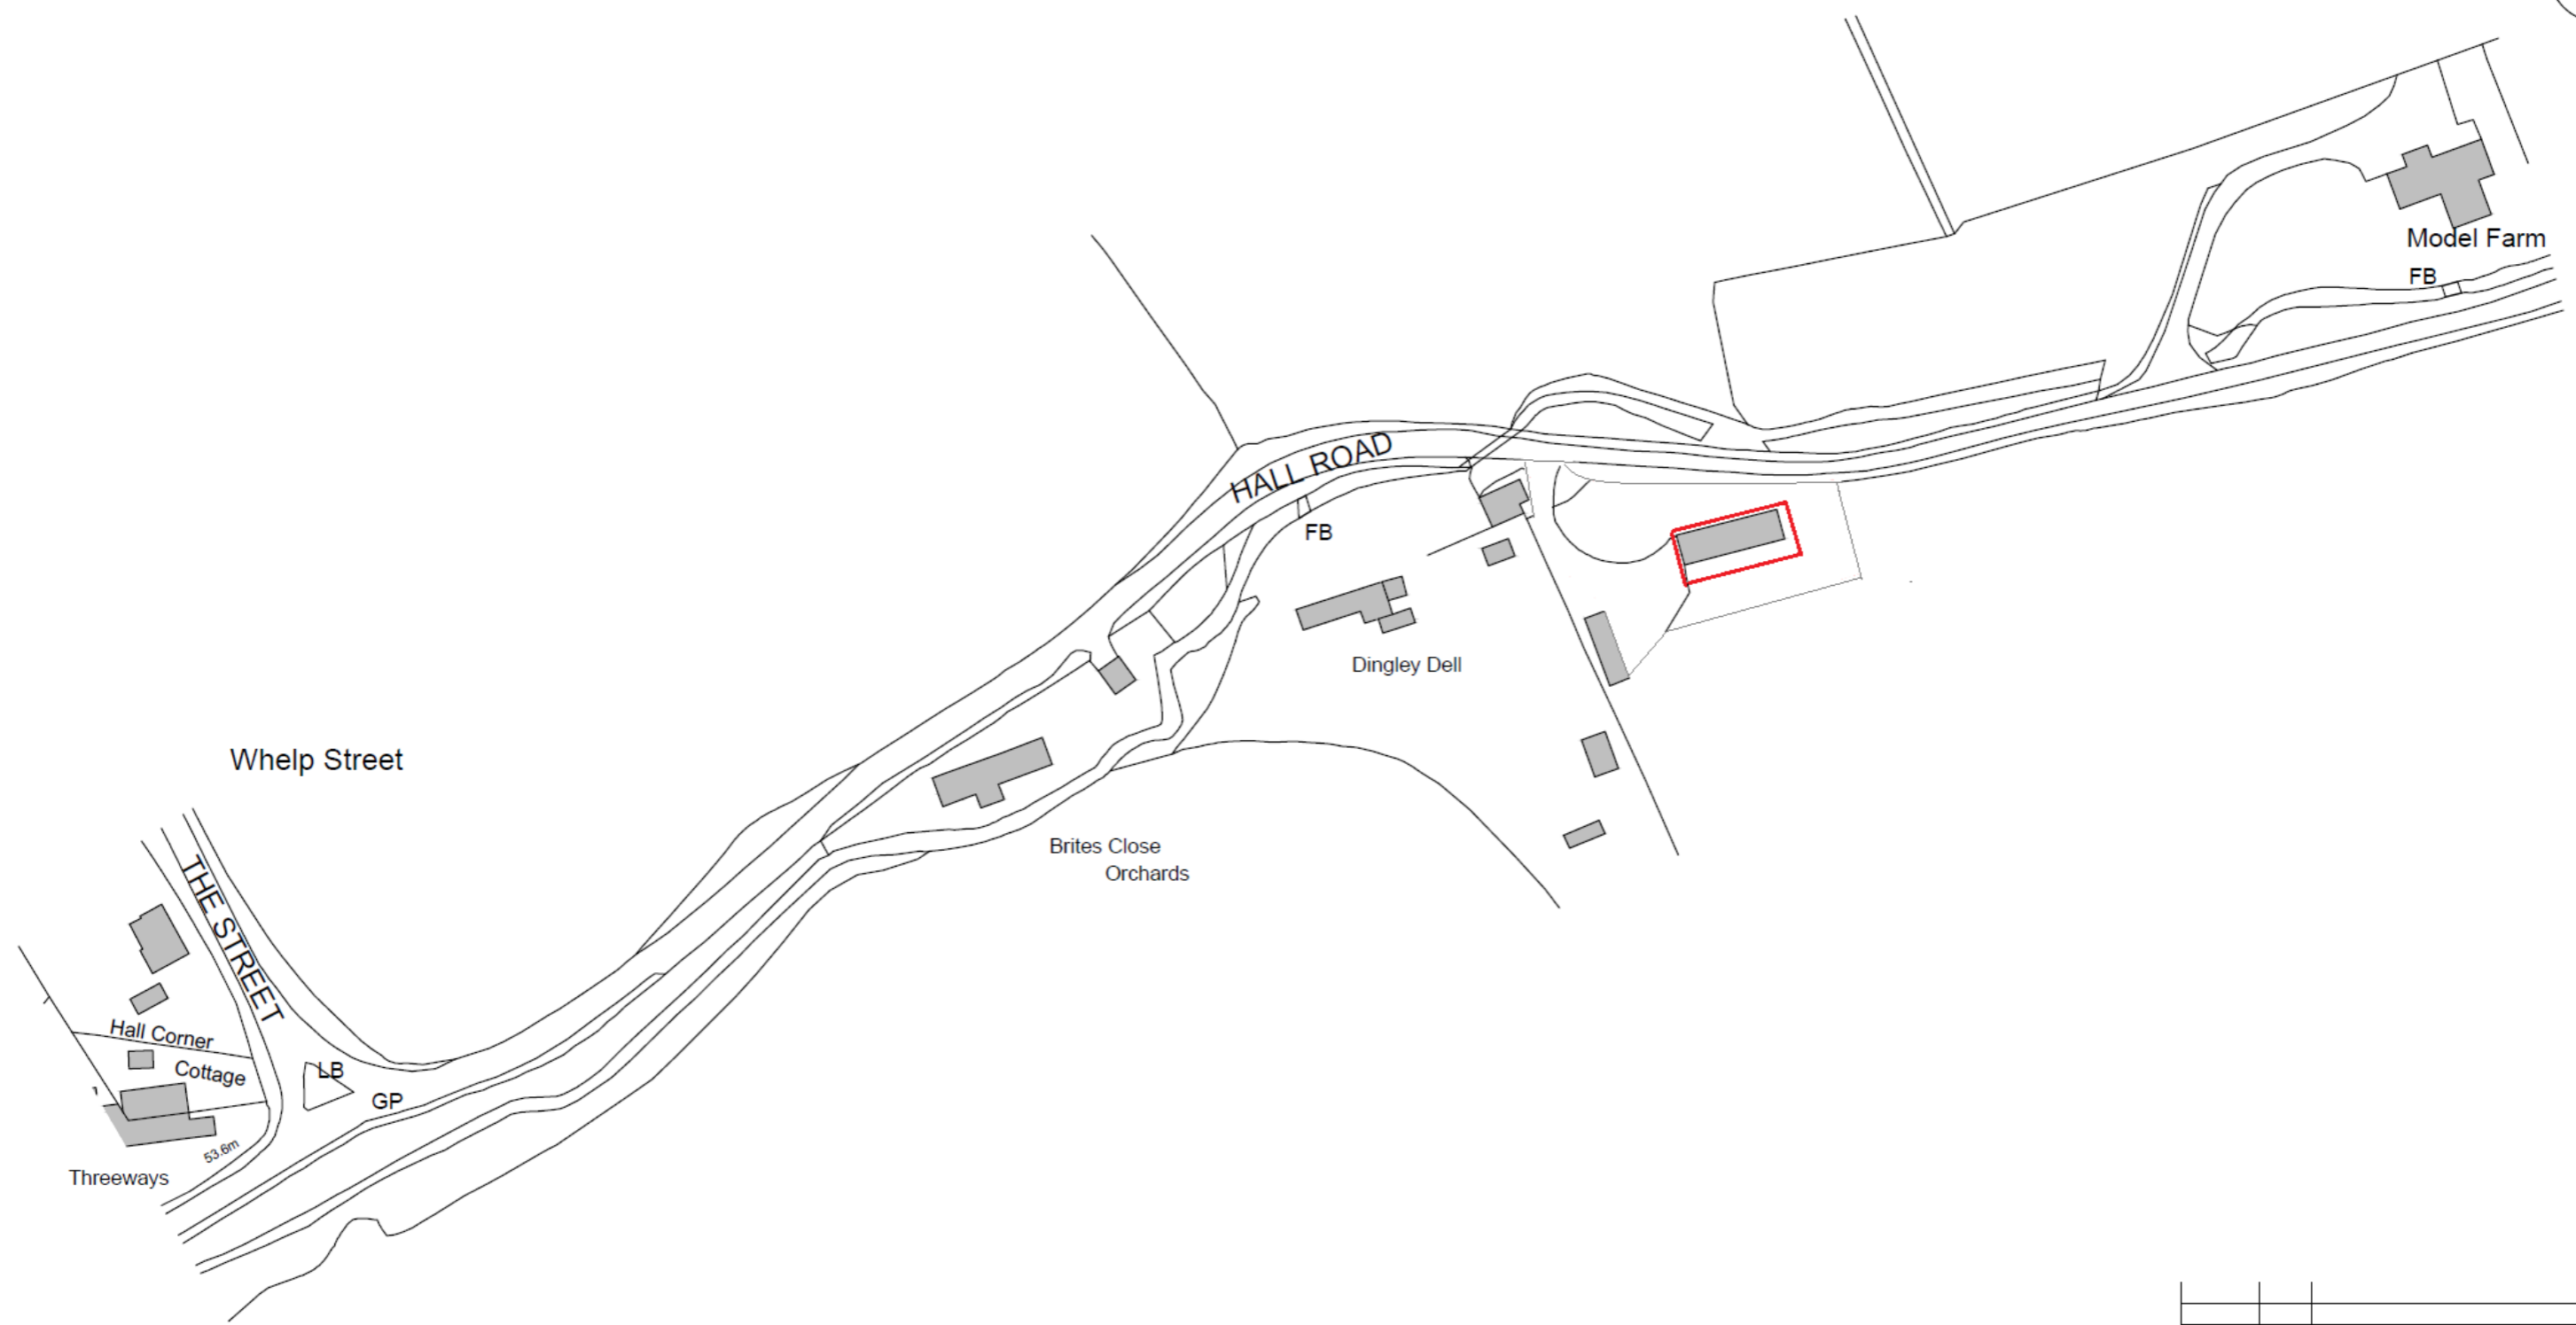 Model Farm
FB
HALL ROAD
FB
Dingley Dell
Whelp Street
Brites Close
Orchards
THE STREET
Hall Corner
Cottage
LB
GP
53.6m
Threeways